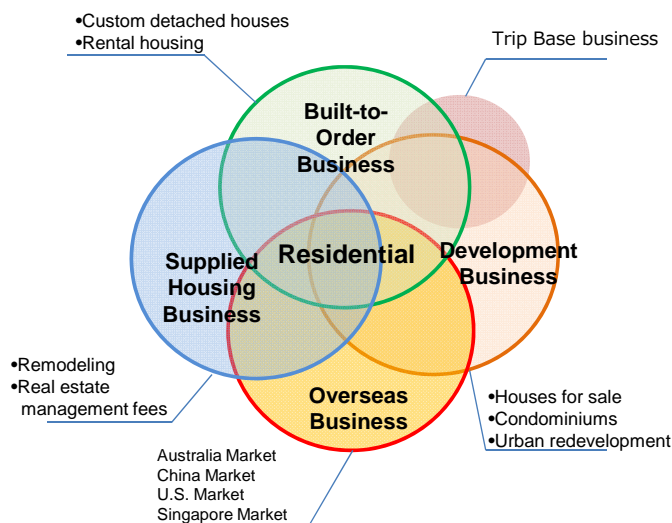 •Custom detached houses
•Rental housing
Trip Base business
Built-to-
Order
Business
Residential
Development
Business
Supplied
Housing
Business
•Remodeling
•Real estate
management fees
Overseas
Business
•Houses for sale
•Condominiums
•Urban redevelopment
Australia Market
China Market
U.S. Market
Singapore Market